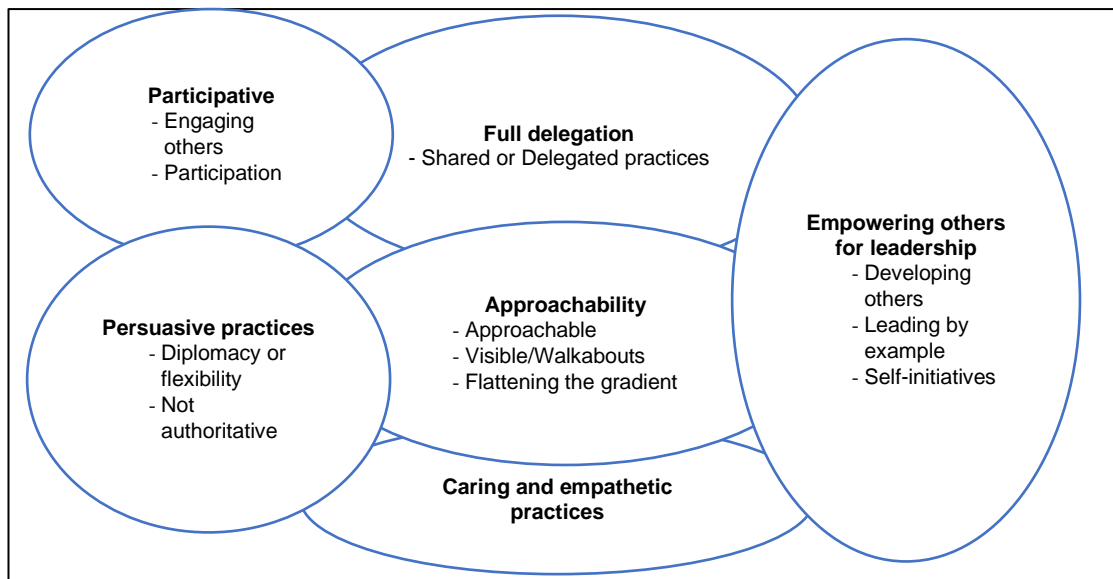 Participative
- Engaging
others
- Participation
Full delegation
- Shared or Delegated practices
Empowering others
for leadership
- Developing
others
- Leading by
example
- Self-initiatives
Persuasive practices
- Diplomacy or
flexibility
- Not
authoritative
Approachability
- Approachable
- Visible/Walkabouts
- Flattening the gradient
Caring and empathetic
practices